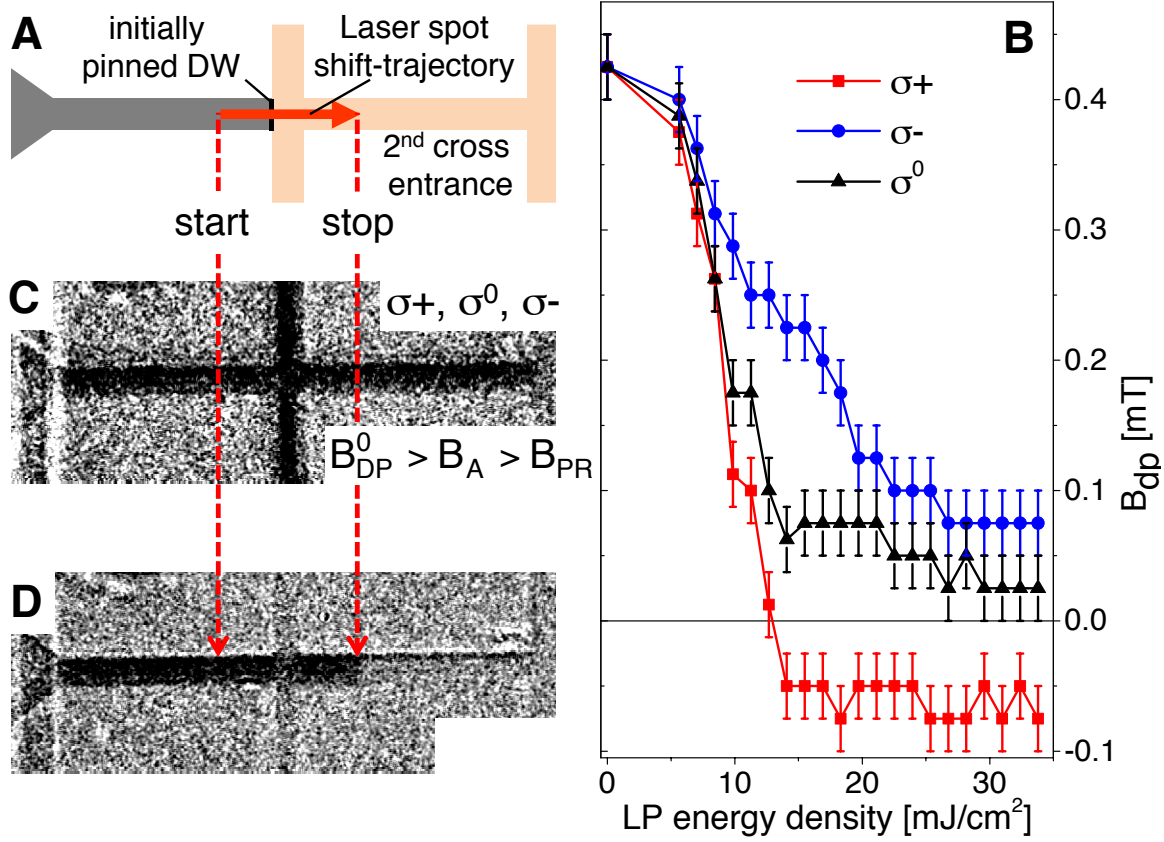 A
initially
pinned DW
Laser spot
shift-trajectory
2nd cross
entrance
start
stop
C
σ+, σ0, σ-
B0DP > BA > BPR
D
B
σ+
σ-
σ0
0.4
0.3
0.2
0.1
0.0
-0.1
Bdp [mT]
0
10
20
30
LP energy density [mJ/cm2]